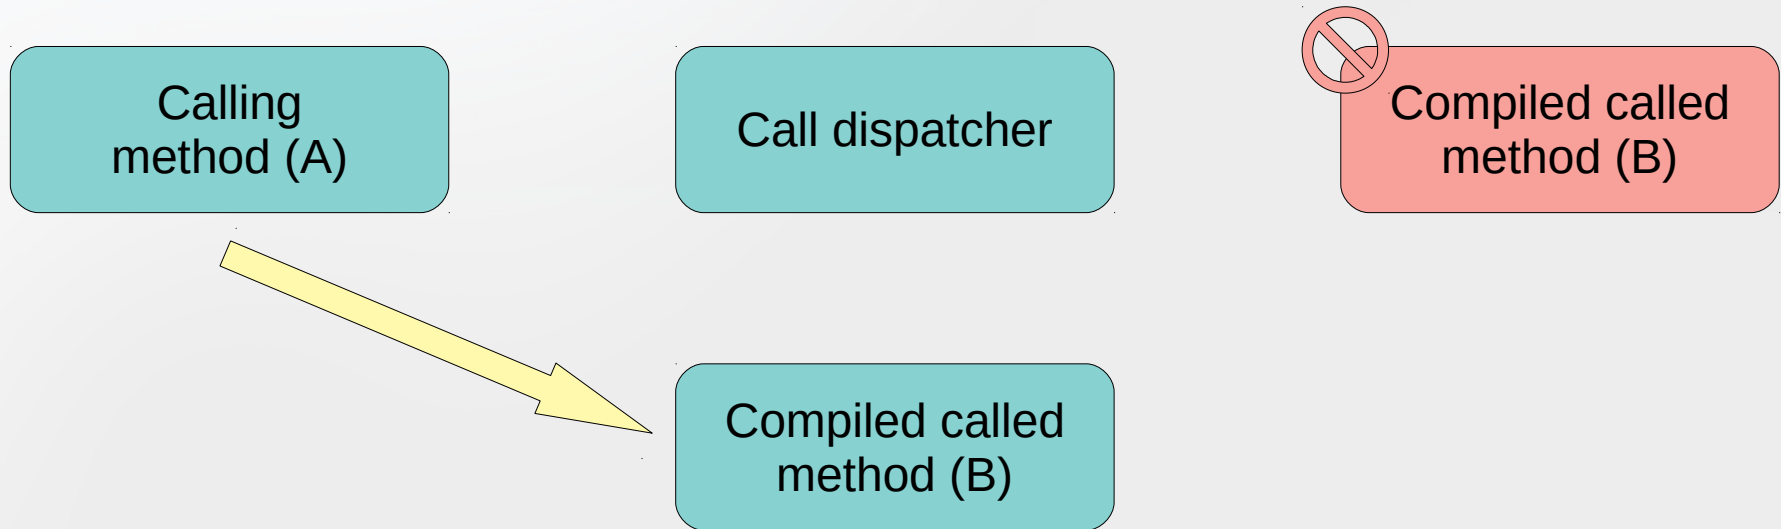 Calling
method (A)
Call dispatcher
Compiled called
method (B)
Compiled called
method (B)